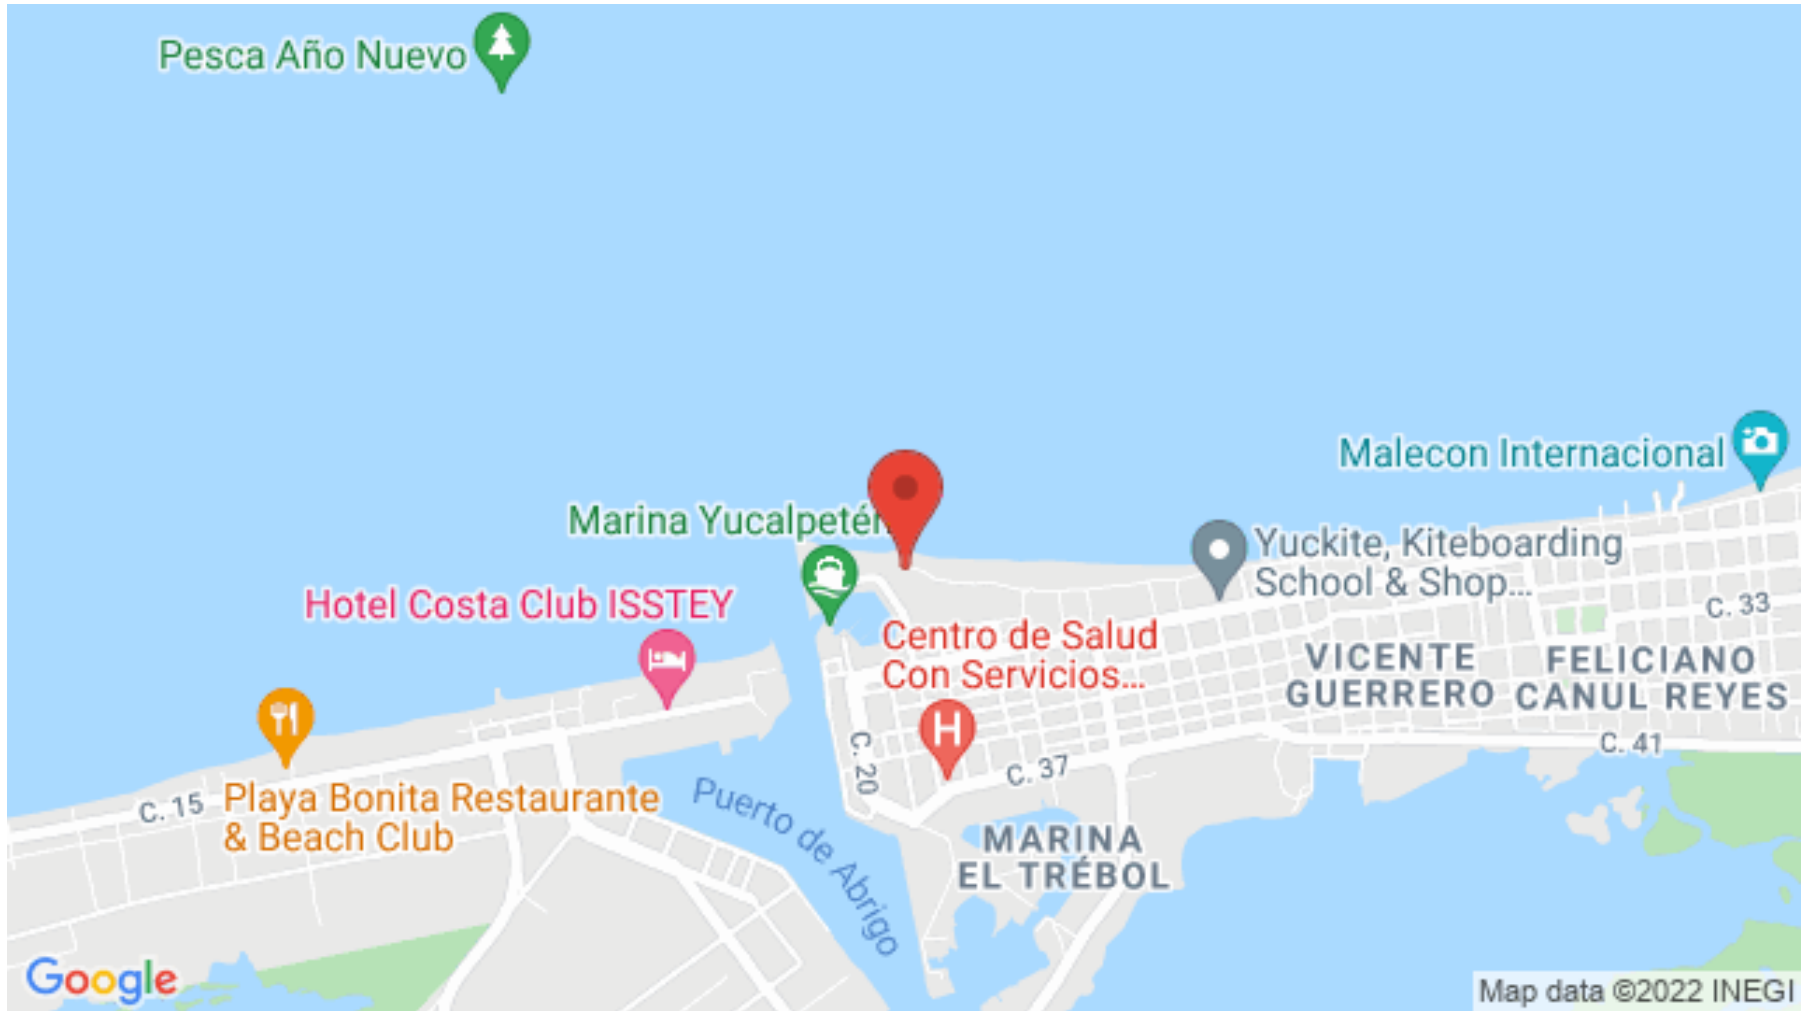 Pesca Año Nuevo
Malecon Internacional
Marina Yucalpetén
Yuckite, Kiteboarding
School & Shop...
Hotel Costa Club ISSTEY
C. 33
Centro de Salud
Con Servicios...
VICENTE
GUERRERO
FELICIANO
CANUL REYES
H
C. 20
C. 41
C. 37
C. 15
Playa Bonita Restaurante
& Beach Club
Puerto de Abrigo
MARINA
EL TRÉBOL
Google
Map data ©2022 INEGI